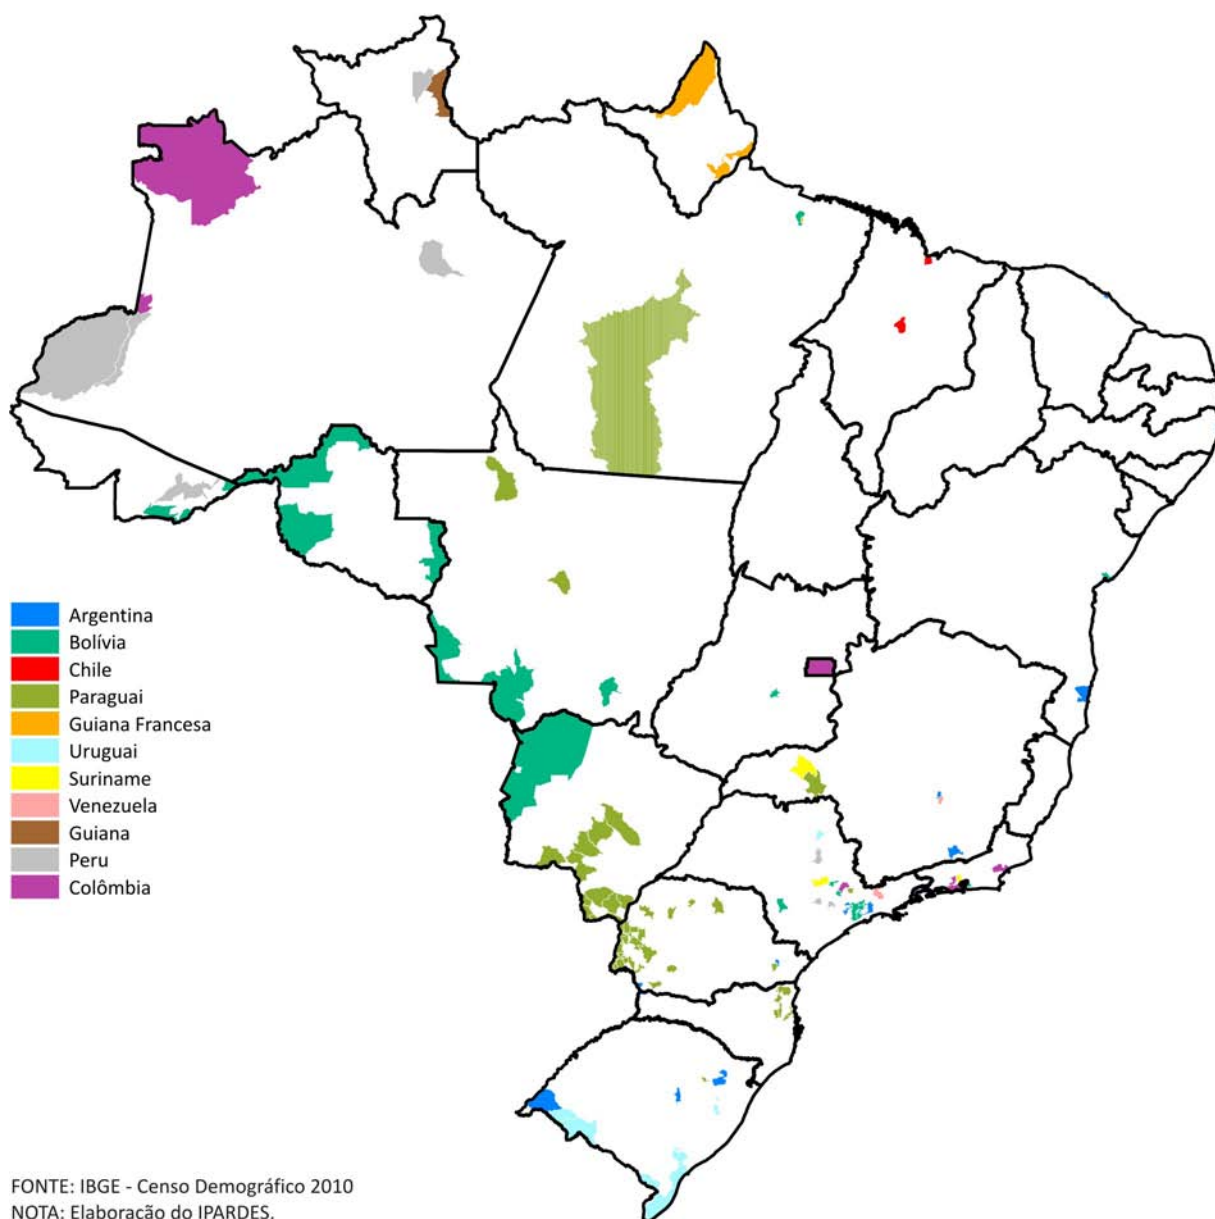 Argentina
Bolívia
Chile
Paraguai
Guiana Francesa
Uruguai
Suriname
Venezuela
Guiana
Peru
Colômbia
FONTE: IBGE - Censo Demográfico 2010
NOTA: Elaboração do IPARDES.